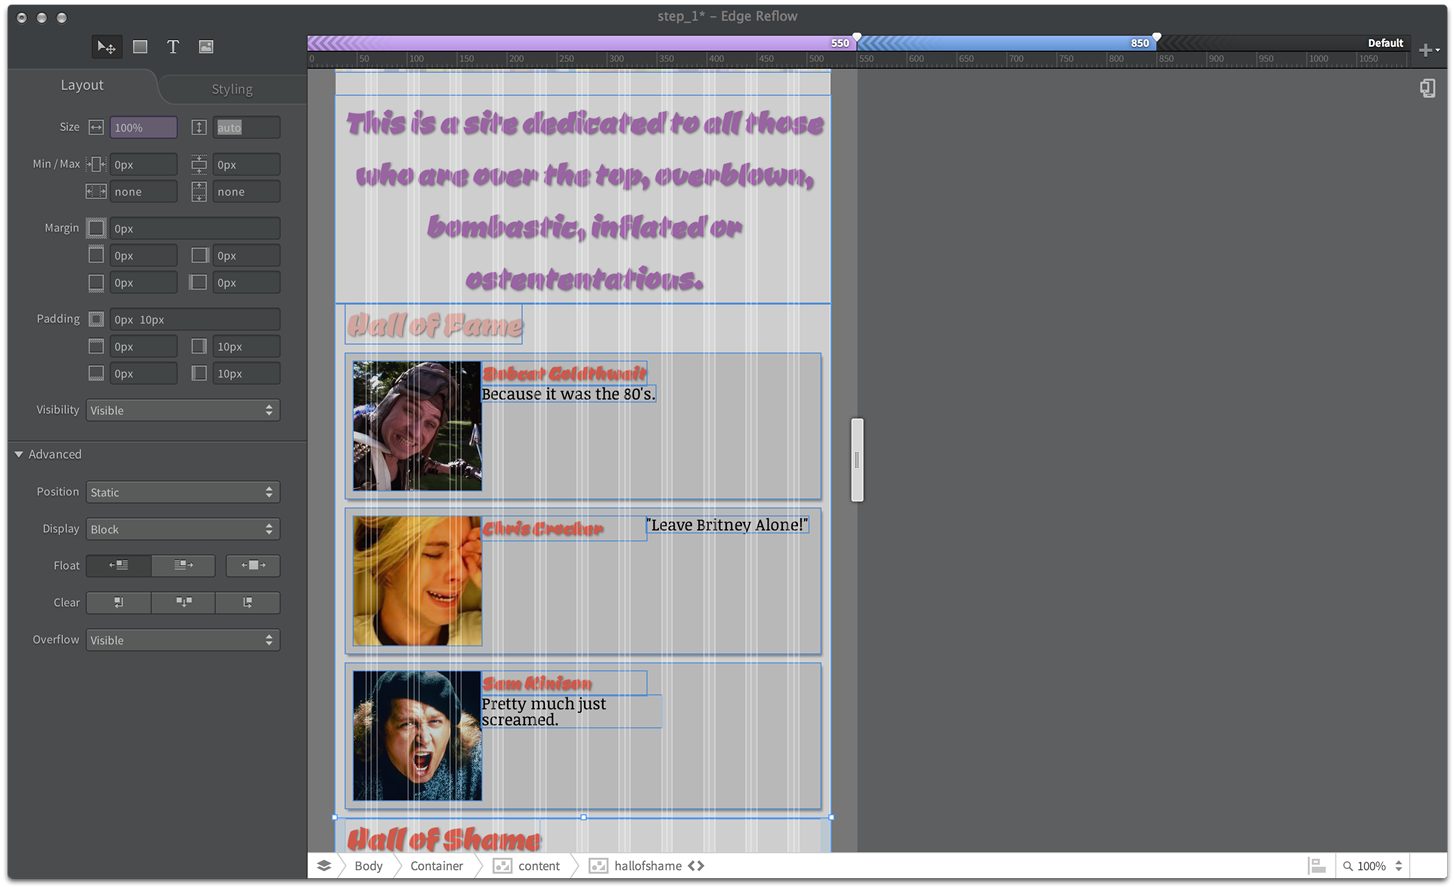 step_1* – Edge Reflow
550
850
Default
0 50 100 150 200 250 300 350 400 450 500 550 600 650 700 750 800 850 900 950 1000 1050
Layout
Styling
Size 100% auto
Min / Max 0px 0px
none none
Margin 0px
0px 0px
0px 0px
Padding 0px 10px
0px 10px
0px 10px
Visibility Visible
Advanced
Position Static
Display Block
Float
Clear
Overflow Visible
This is a site dedicated to all those
who are over the top, overblown,
bombastic, inflated or
ostententatious.
Hall of Fame
Bobcat Goldthwait
Because it was the 80's.
Chris Crocker
"Leave Britney Alone!"
Sam Kinison
Pretty much just
screamed.
Hall of Shame
Body Container content hallofshame
100%